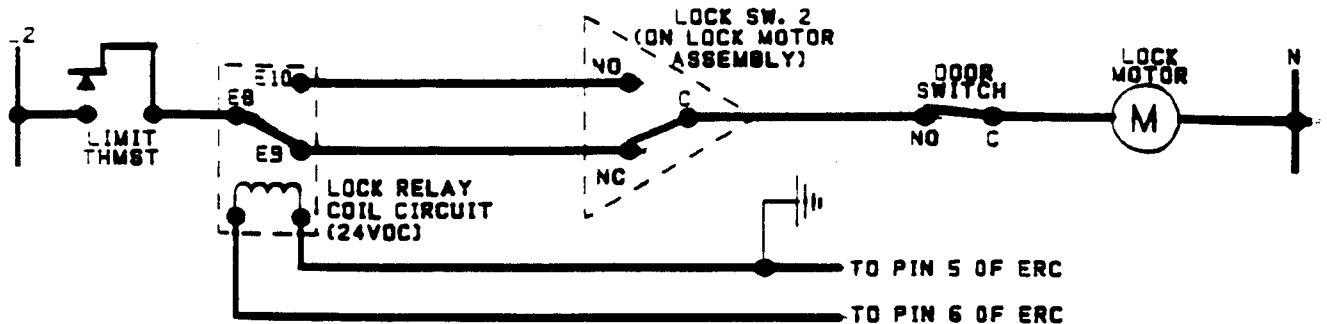 LOCK SW. 2
(ON LOCK MOTOR
ASSEMBLY)
L2
LIMIT
THMST
E10
E8
E9
NO
C
NC
DOOR
SWITCH
NO
C
LOCK
MOTOR
M
N
LOCK RELAY
COIL CIRCUIT
(24VDC)
TO PIN 5 OF ERC
TO PIN 6 OF ERC